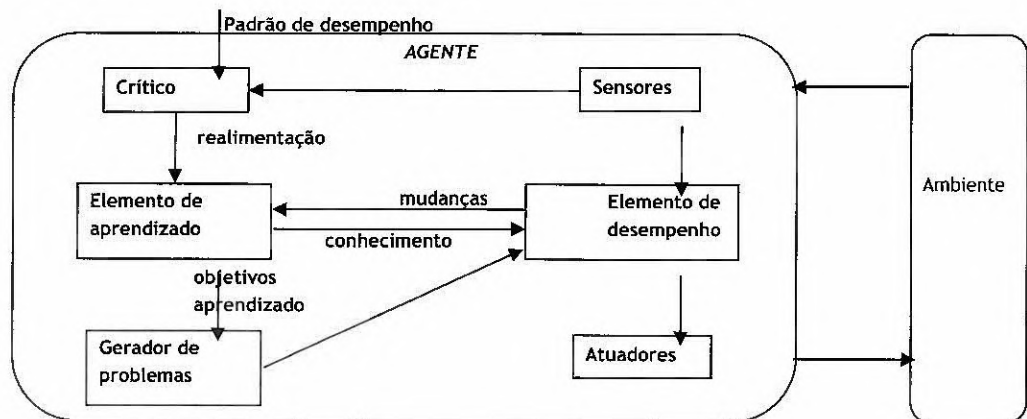 Padrão de desempenho
AGENTE
Crítico
Sensores
realimentação
Elemento de
aprendizado
mudanças
conhecimento
Elemento de
desempenho
Ambiente
objetivos
aprendizado
Gerador de
problemas
Atuadores